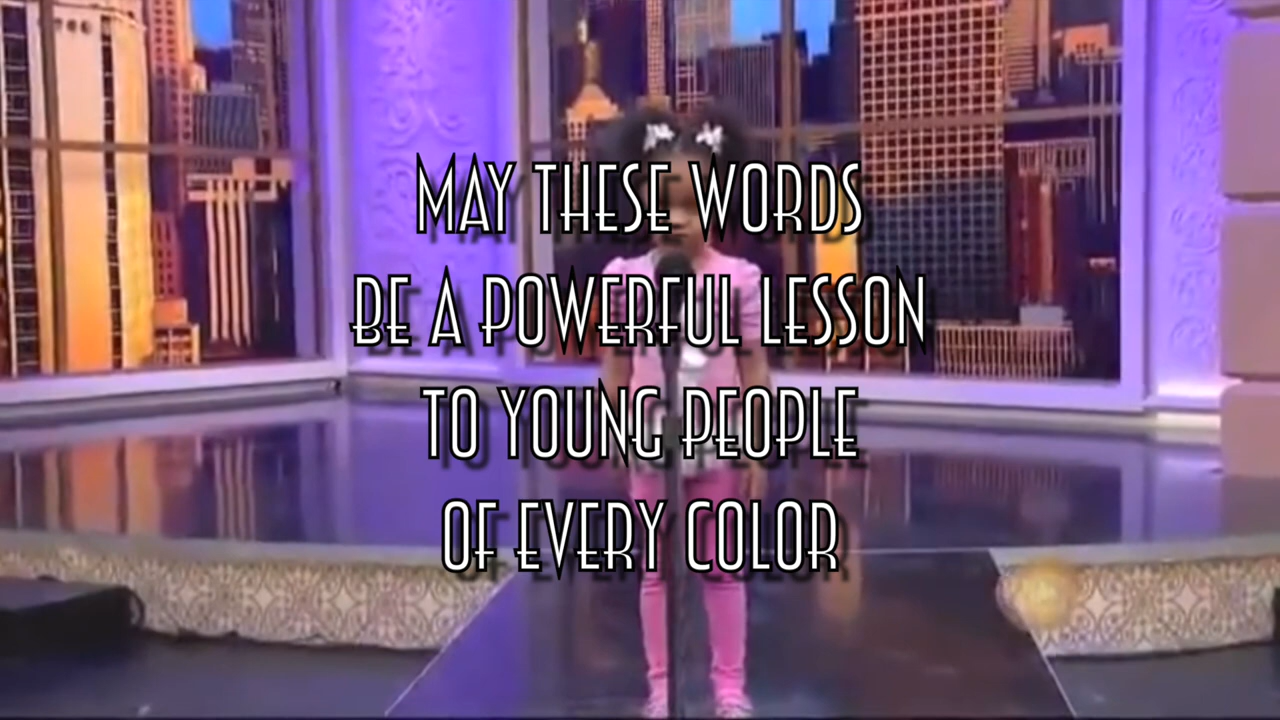 MAY THESE WORDS
BE A POWERFUL LESSON
TO YOUNG PEOPLE
OF EVERY COLOR